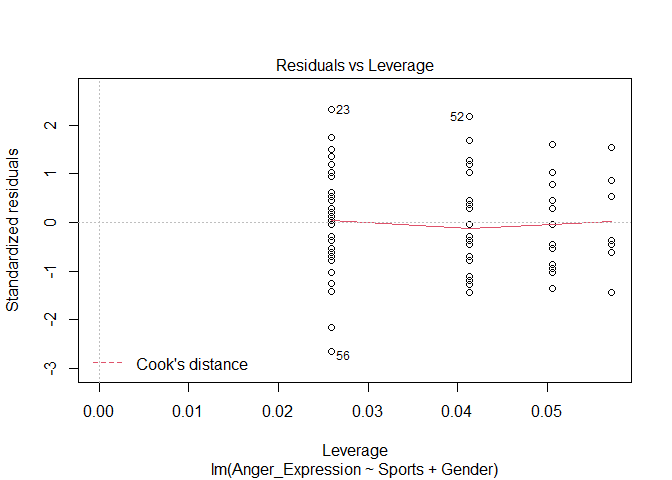 Residuals vs Leverage
Standardized residuals
2
1
0
-1
-2
-3
23
52
56
Cook's distance
0.00 0.01 0.02 0.03 0.04 0.05
Leverage
lm(Anger_Expression ~ Sports + Gender)